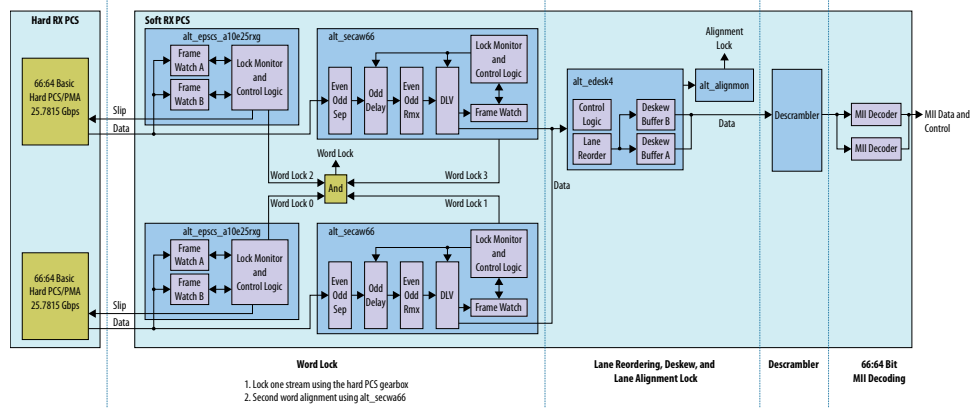 Hard RX PCS
Soft RX PCS
66:64 Basic
Hard PCS/PMA
25.7815 Gbps
Slip
Data
alt_epscs_a10e25rxg
Frame
Watch A
Frame
Watch B
Lock Monitor
and
Control Logic
alt_secaw66
Even
Odd
Sep
Odd
Delay
Even
Odd
Rmx
DLV
Lock Monitor
and
Control Logic
Frame Watch
Word Lock
Word Lock 2
Word Lock 3
And
Word Lock 0
Word Lock 1
Data
66:64 Basic
Hard PCS/PMA
25.7815 Gbps
Slip
Data
alt_epscs_a10e25rxg
Frame
Watch A
Frame
Watch B
Lock Monitor
and
Control Logic
alt_secaw66
Even
Odd
Sep
Odd
Delay
Even
Odd
Rmx
DLV
Lock Monitor
and
Control Logic
Frame Watch
alt_edesk4
Control
Logic
Lane
Reorder
Deskew
Buffer B
Deskew
Buffer A
Alignment
Lock
alt_alignmon
Data
Descrambler
MII Decoder
MII Decoder
MII Data and
Control
Word Lock
1. Lock one stream using the hard PCS gearbox
2. Second word alignment using alt_secwa66
Lane Reordering, Deskew, and
Lane Alignment Lock
Descrambler
66:64 Bit
MII Decoding